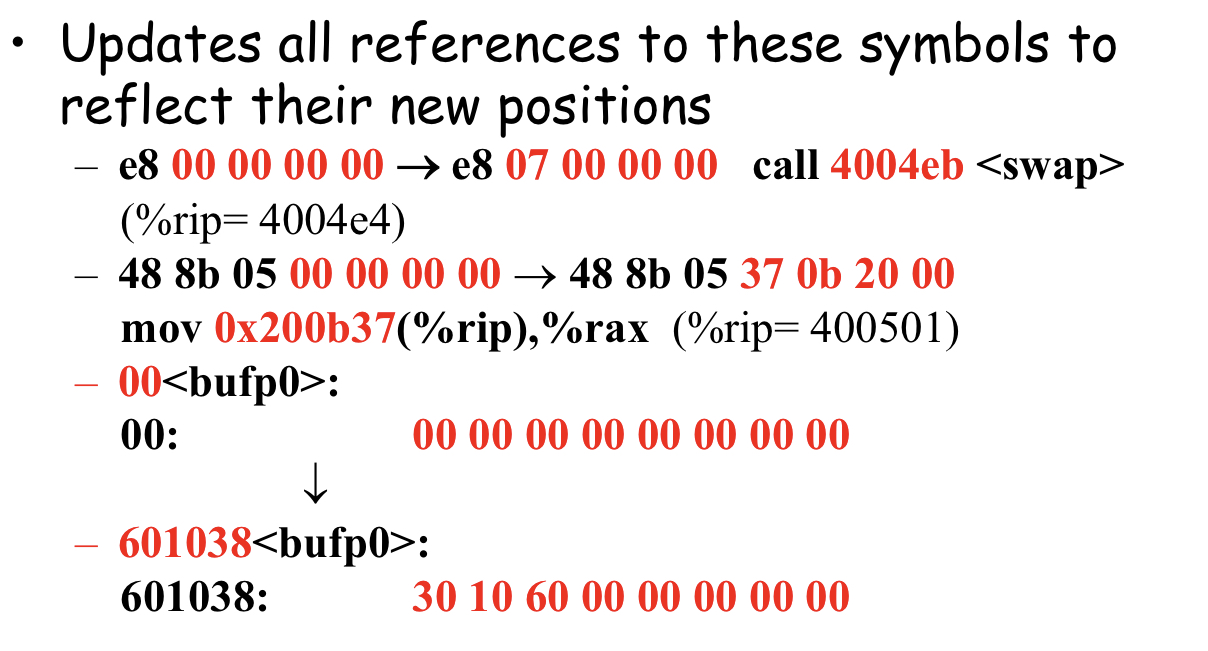 • Updates all references to these symbols to
reflect their new positions
– e8 00 00 00 00 → e8 07 00 00 00 call 4004eb <swap>
(%rip= 4004e4)
– 48 8b 05 00 00 00 00 → 48 8b 05 37 0b 20 00
mov 0x200b37(%rip),%rax (%rip= 400501)
– 00<bufp0>:
00: 00 00 00 00 00 00 00 00
↓
– 601038<bufp0>:
601038: 30 10 60 00 00 00 00 00